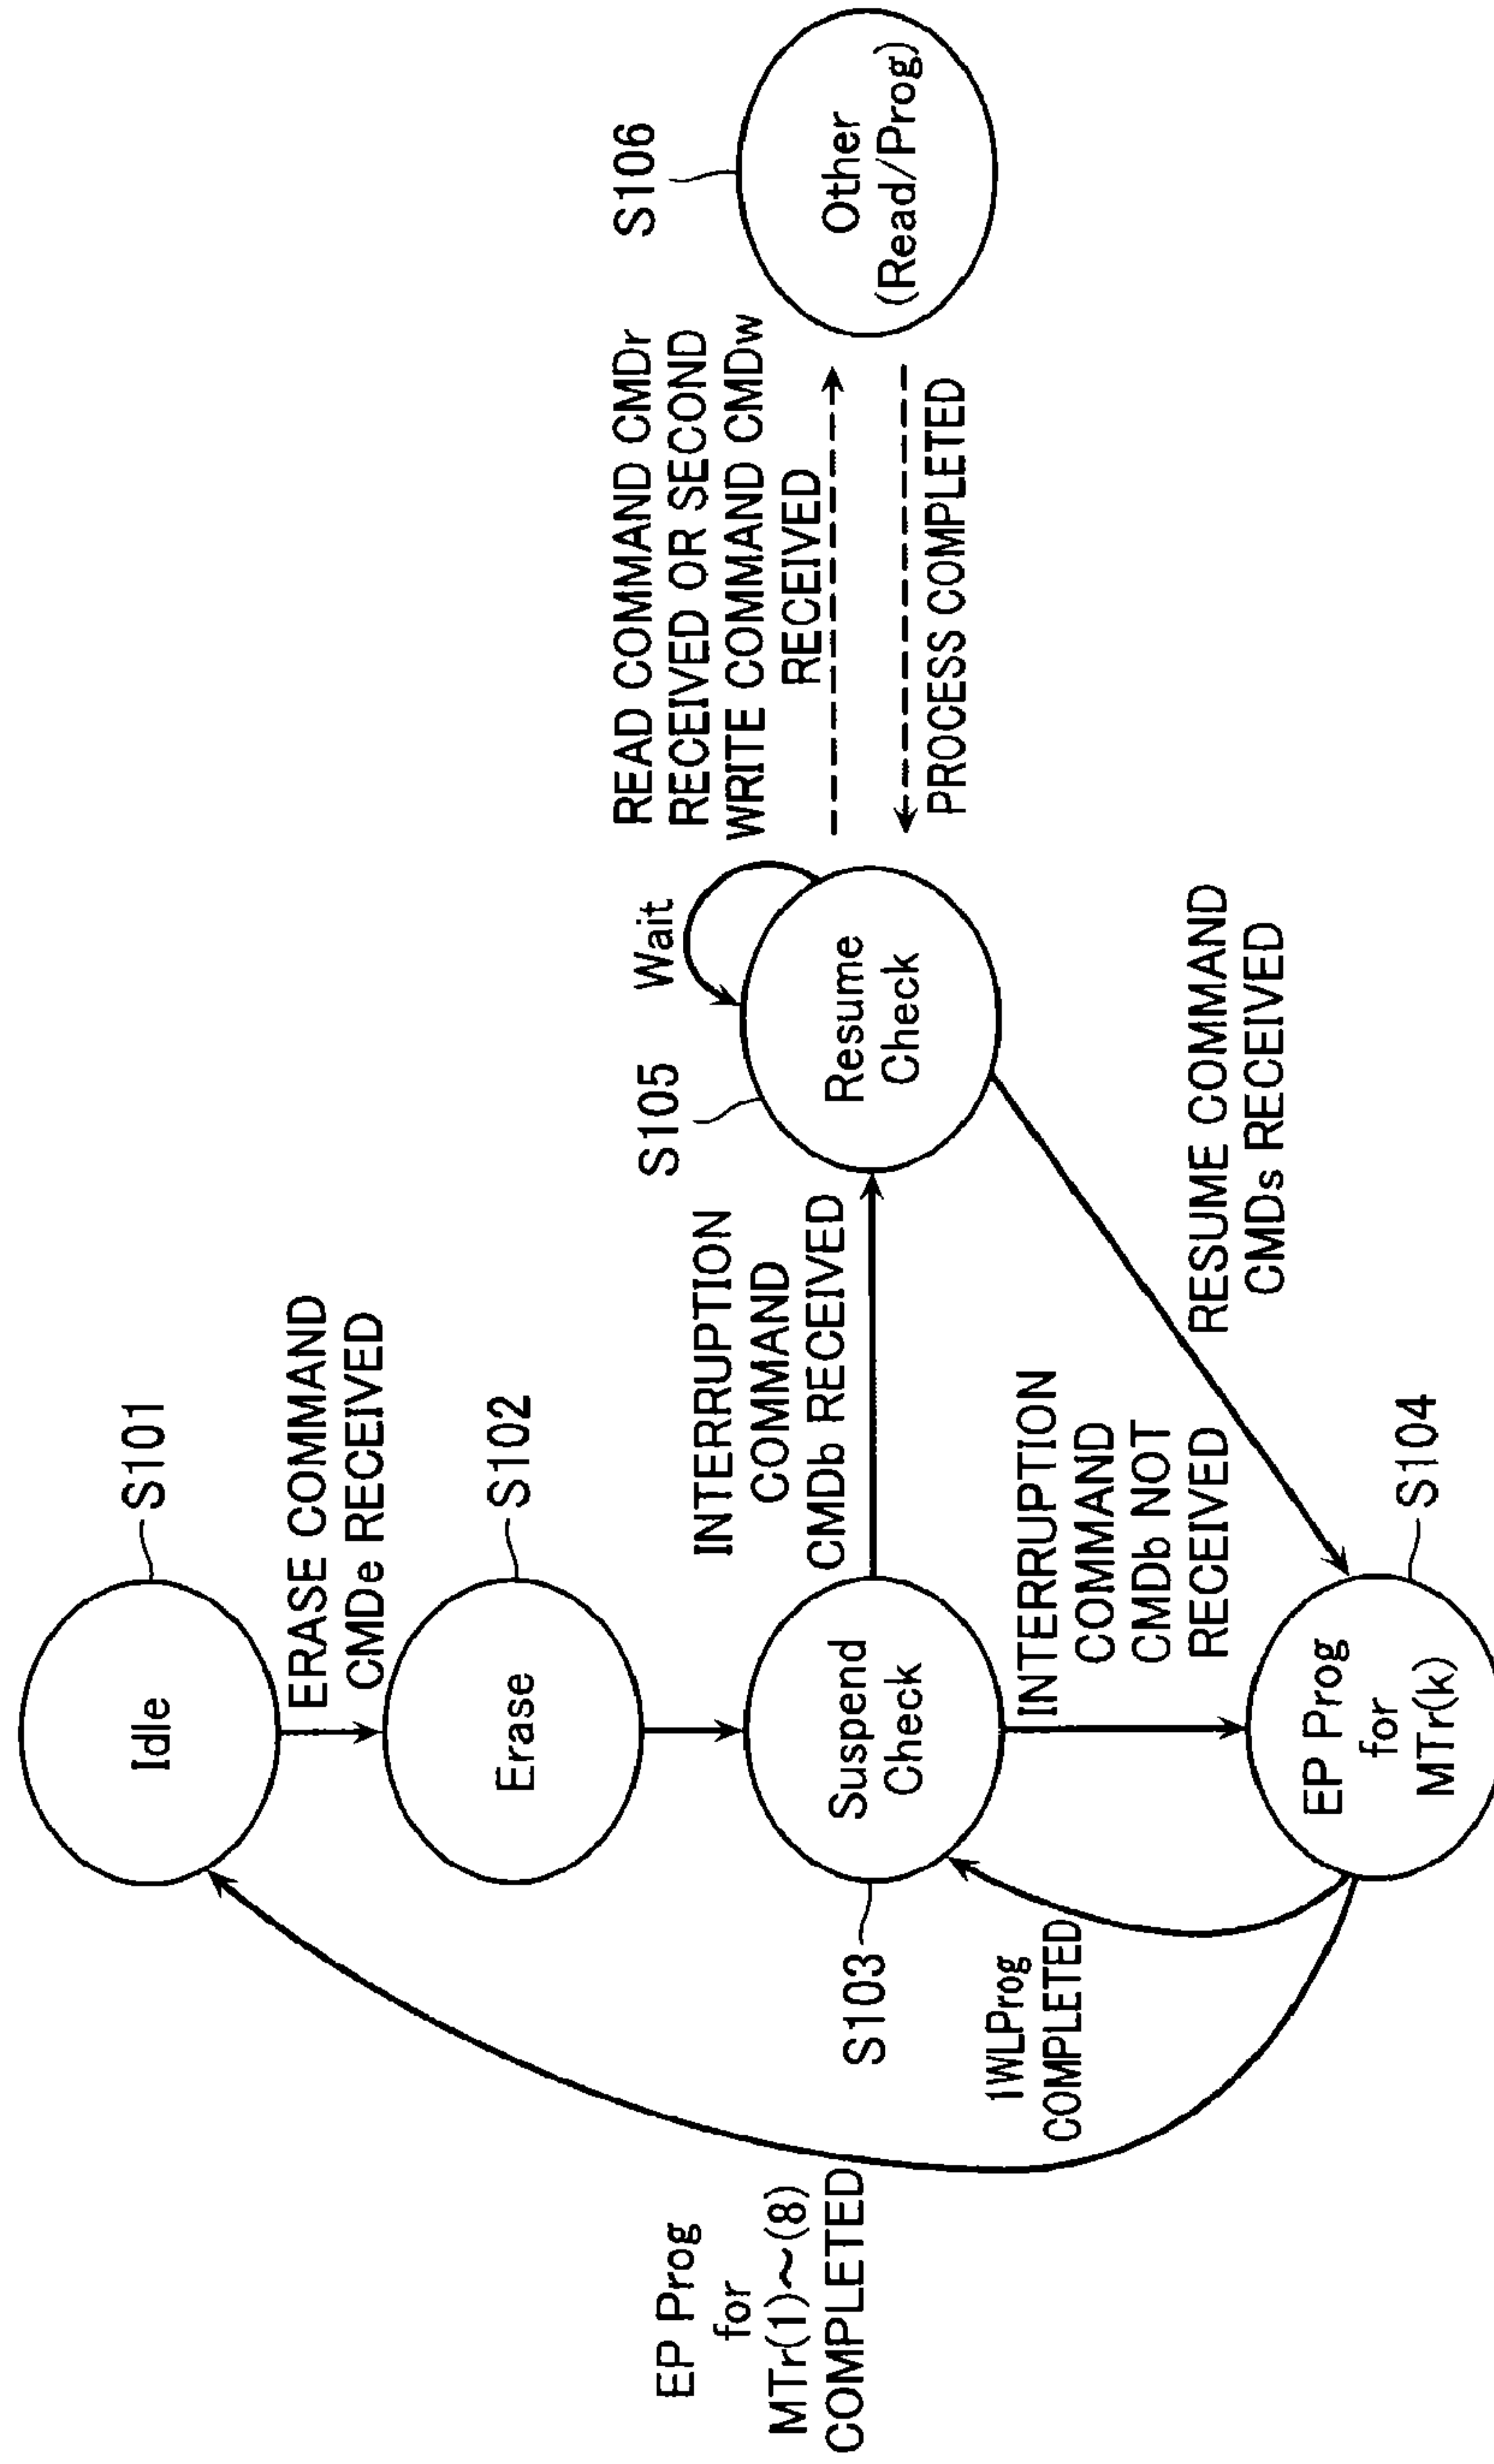 S101
Idle
ERASE COMMAND
CMDe RECEIVED
S102
Erase
INTERRUPTION
COMMAND
CMDb RECEIVED
Suspend
Check
S103
S105
Wait
Resume
Check
READ COMMAND CMDr
RECEIVED OR SECOND
WRITE COMMAND CMDw
RECEIVED
PROCESS COMPLETED
S106
Other
(Read/Prog)
INTERRUPTION
COMMAND
CMDb NOT
RECEIVED
RESUME COMMAND
CMDs RECEIVED
1WLProg
COMPLETED
EP Prog
for
MTr(1)~(8)
COMPLETED
EP Prog
for
MTr(k)
S104